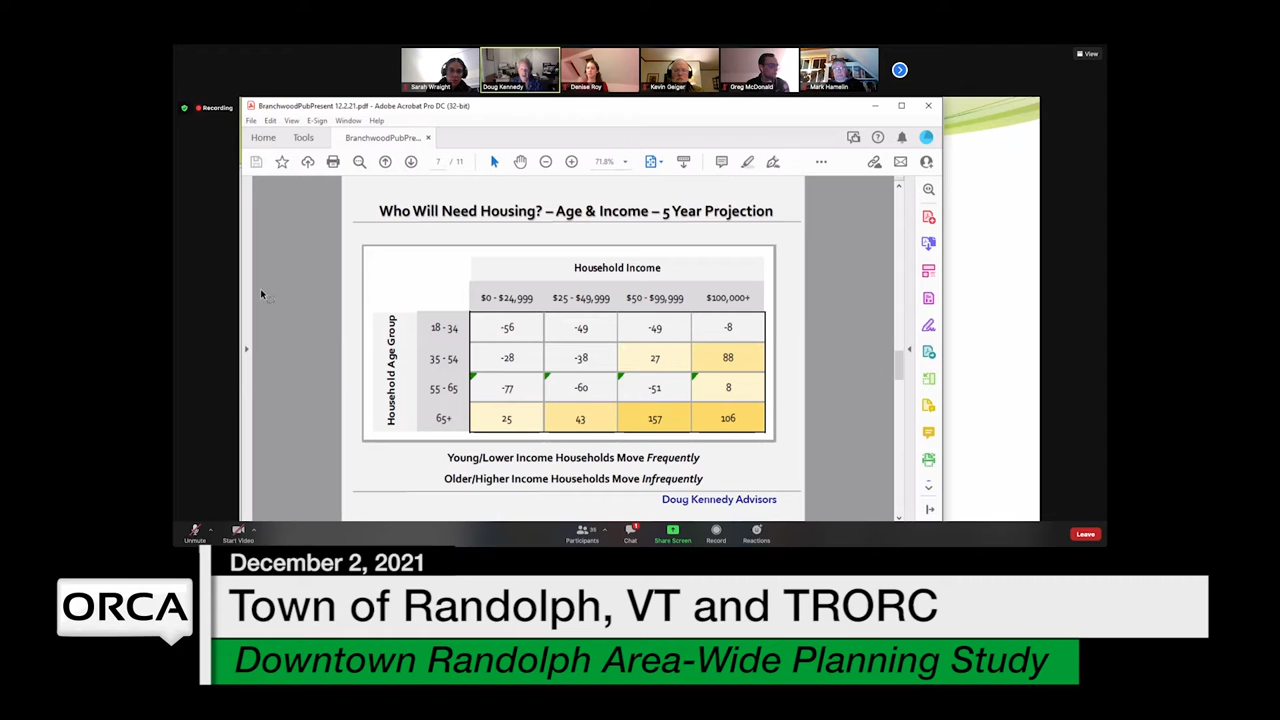 View
Sarah Wraight
Doug Kennedy
Denise Roy
Kevin Geiger
Greg McDonald
Mark Hamelin
Recording
BranchwoodPubPresent 12.2.21.pdf - Adobe Acrobat Pro DC (32-bit)
File Edit View E-Sign Window Help
Home Tools BranchwoodPubPre...
7 / 11 71.8%
Who Will Need Housing? – Age & Income – 5 Year Projection
Household Income
$0 - $24,999 $25 - $49,999 $50 - $99,999 $100,000+
Household Age Group
18 - 34 -56 -49 -49 -8
35 - 54 -28 -38 27 88
55 - 65 -77 -60 -51 8
65+ 25 43 157 106
Young/Lower Income Households Move Frequently
Older/Higher Income Households Move Infrequently
Doug Kennedy Advisors
Unmute Start Video Participants 35 Chat 1 Share Screen Record Reactions Leave
December 2, 2021
ORCA
Town of Randolph, VT and TRORC
Downtown Randolph Area-Wide Planning Study